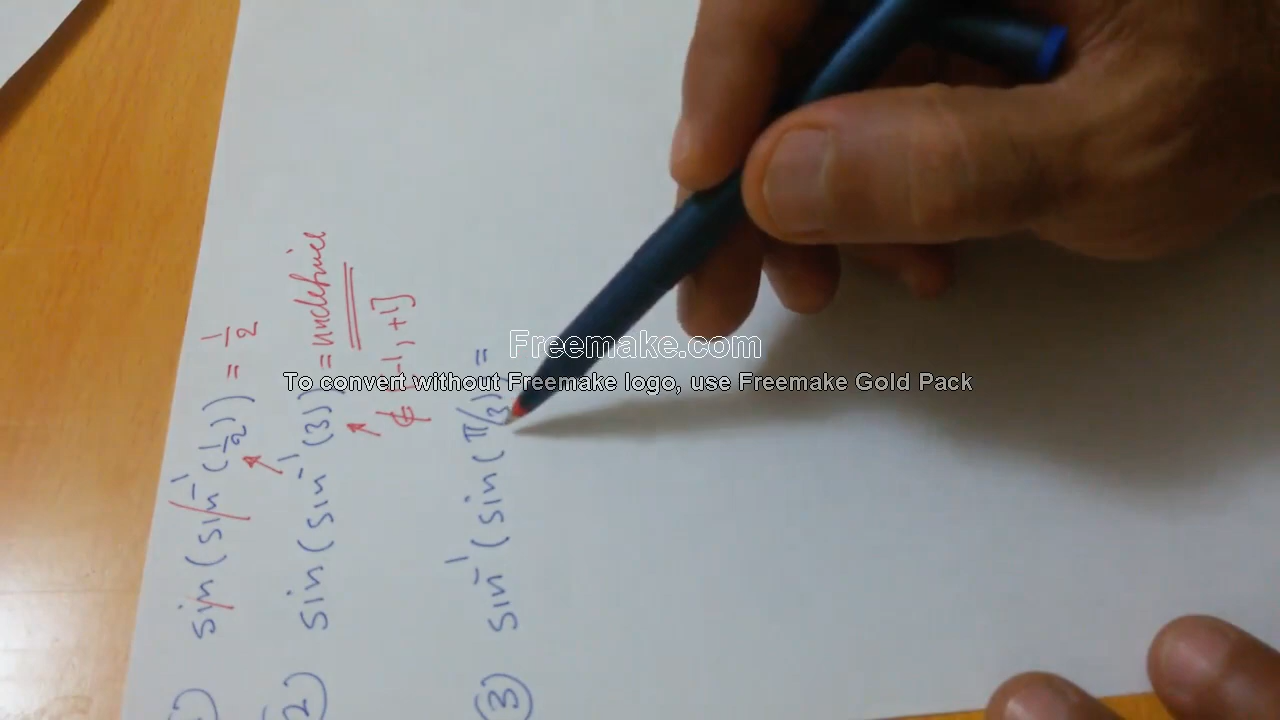 1) sin(sin⁻¹(1/2)) = 1/2
2) sin(sin⁻¹(3)) = undefine
∉ [-1, +1]
3) sin⁻¹(sin(π/3)) =
Freemake.com
To convert without Freemake logo, use Freemake Gold Pack